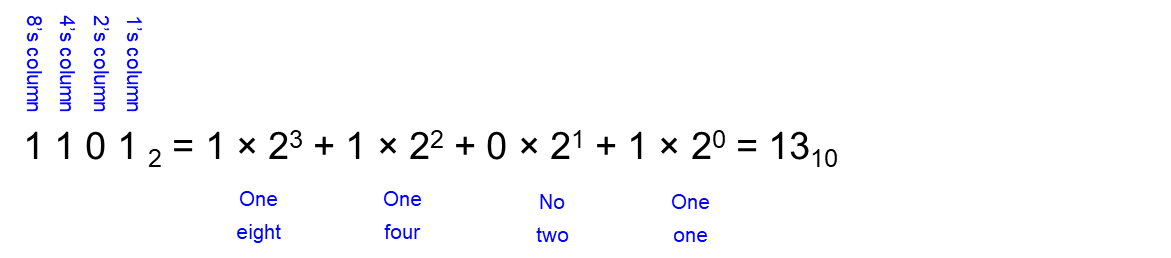 8's column
4's column
2's column
1's column
1 1 0 1 ₂ = 1 × 2³ + 1 × 2² + 0 × 2¹ + 1 × 2⁰ = 13₁₀
One One No One
eight four two one